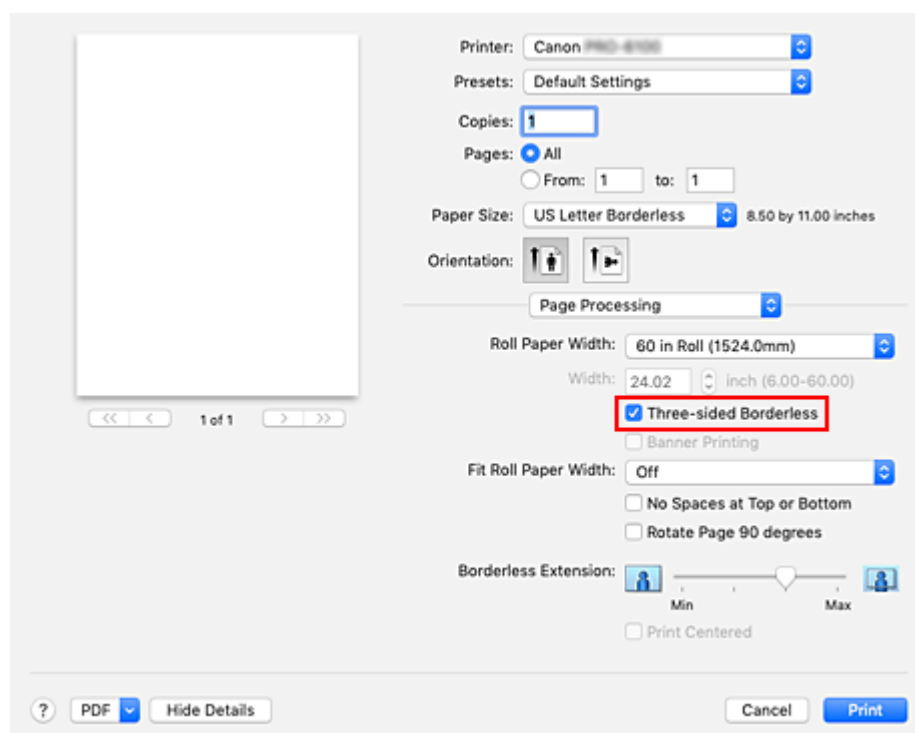 Printer: Canon
Presets: Default Settings
Copies: 1
Pages: All
From: 1 to: 1
Paper Size: US Letter Borderless 8.50 by 11.00 inches
Orientation:
Page Processing
Roll Paper Width: 60 in Roll (1524.0mm)
Width: 24.02 inch (6.00-60.00)
<< < 1 of 1 > >>
Three-sided Borderless
Banner Printing
Fit Roll Paper Width: Off
No Spaces at Top or Bottom
Rotate Page 90 degrees
Borderless Extension:
Min Max
Print Centered
? PDF Hide Details Cancel Print